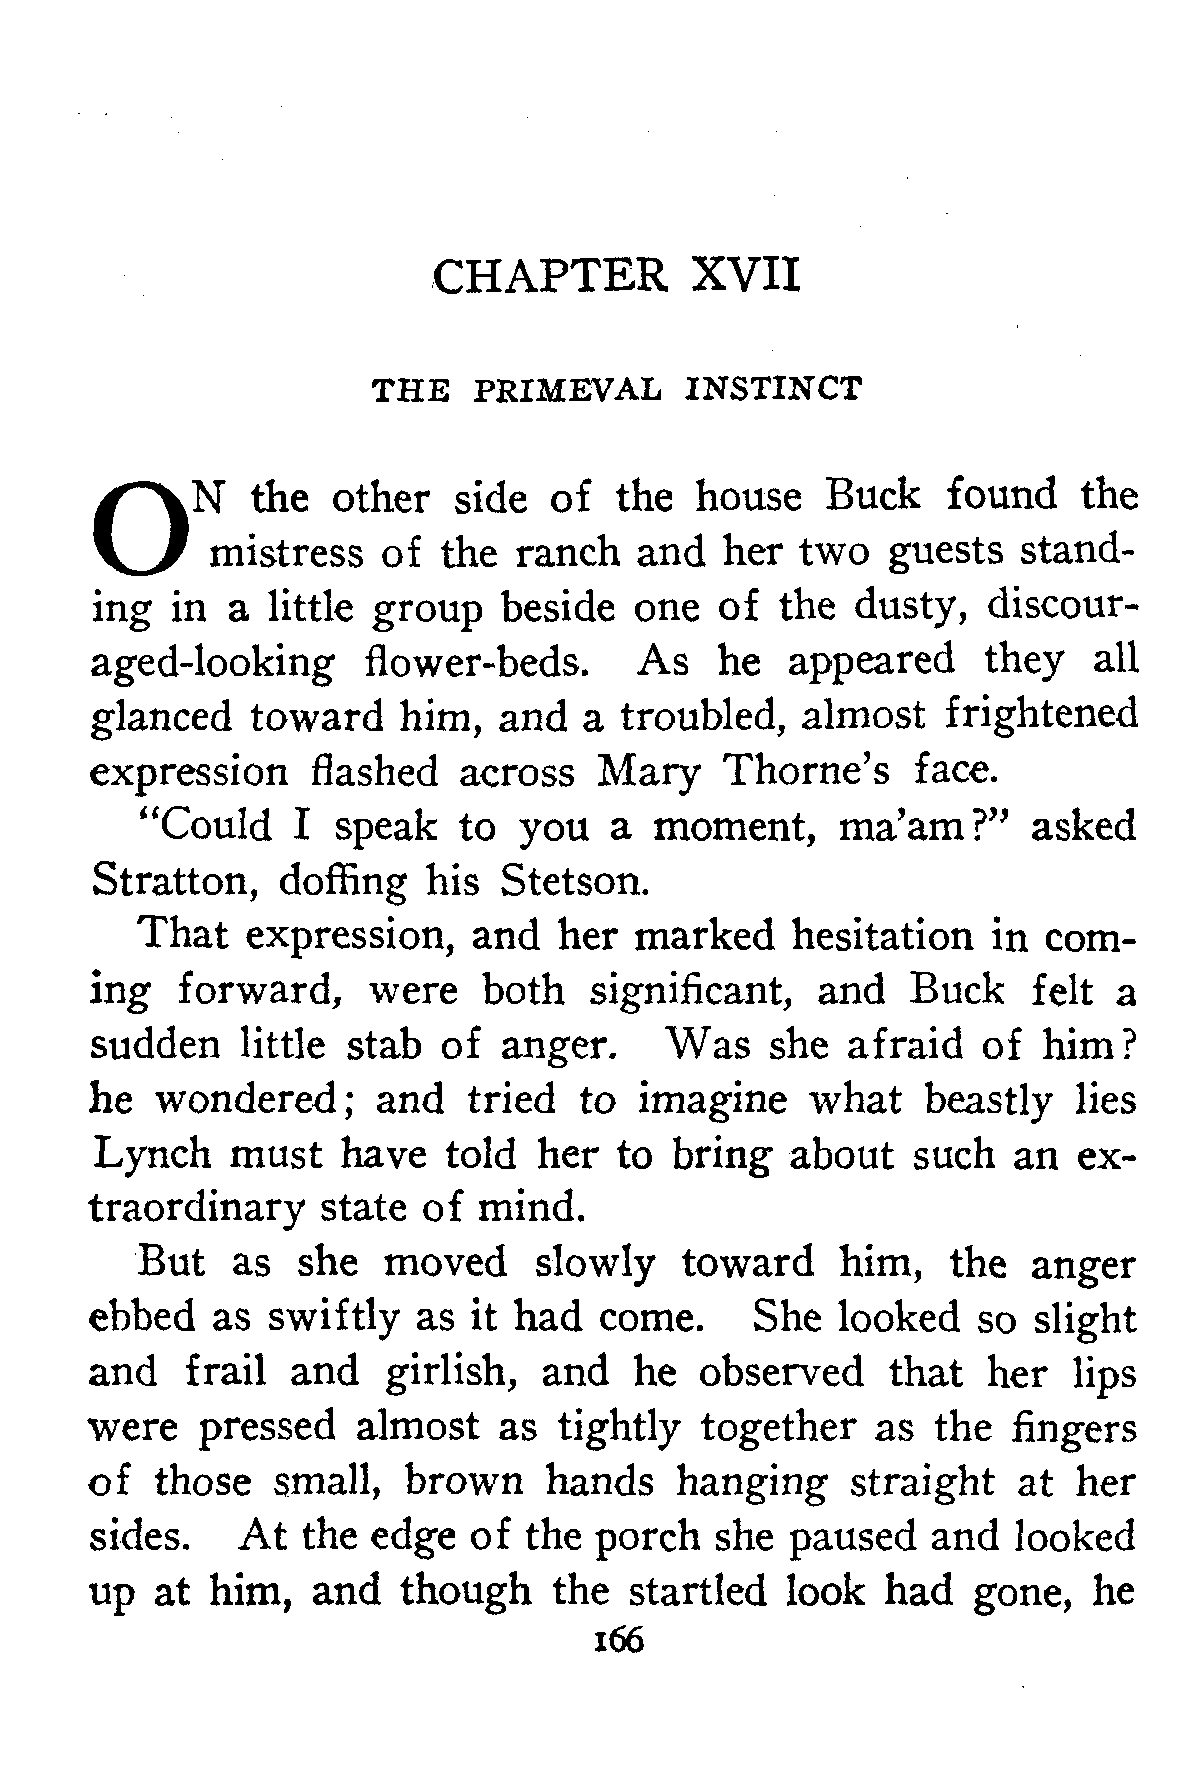 CHAPTER XVII
THE PRIMEVAL INSTINCT
ON the other side of the house Buck found the
mistress of the ranch and her two guests stand-
ing in a little group beside one of the dusty, discour-
aged-looking flower-beds. As he appeared they all
glanced toward him, and a troubled, almost frightened
expression flashed across Mary Thorne's face.
"Could I speak to you a moment, ma'am?" asked
Stratton, doffing his Stetson.
That expression, and her marked hesitation in com-
ing forward, were both significant, and Buck felt a
sudden little stab of anger. Was she afraid of him?
he wondered; and tried to imagine what beastly lies
Lynch must have told her to bring about such an ex-
traordinary state of mind.
But as she moved slowly toward him, the anger
ebbed as swiftly as it had come. She looked so slight
and frail and girlish, and he observed that her lips
were pressed almost as tightly together as the fingers
of those small, brown hands hanging straight at her
sides. At the edge of the porch she paused and looked
up at him, and though the startled look had gone, he
166